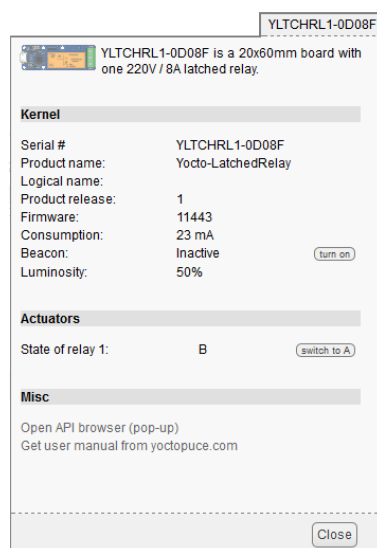 YLTCHRL1-0D08F
YLTCHRL1-0D08F is a 20x60mm board with
one 220V / 8A latched relay.
Kernel
Serial # YLTCHRL1-0D08F
Product name: Yocto-LatchedRelay
Logical name:
Product release: 1
Firmware: 11443
Consumption: 23 mA
Beacon: Inactive turn on
Luminosity: 50%
Actuators
State of relay 1: B switch to A
Misc
Open API browser (pop-up)
Get user manual from yoctopuce.com
Close